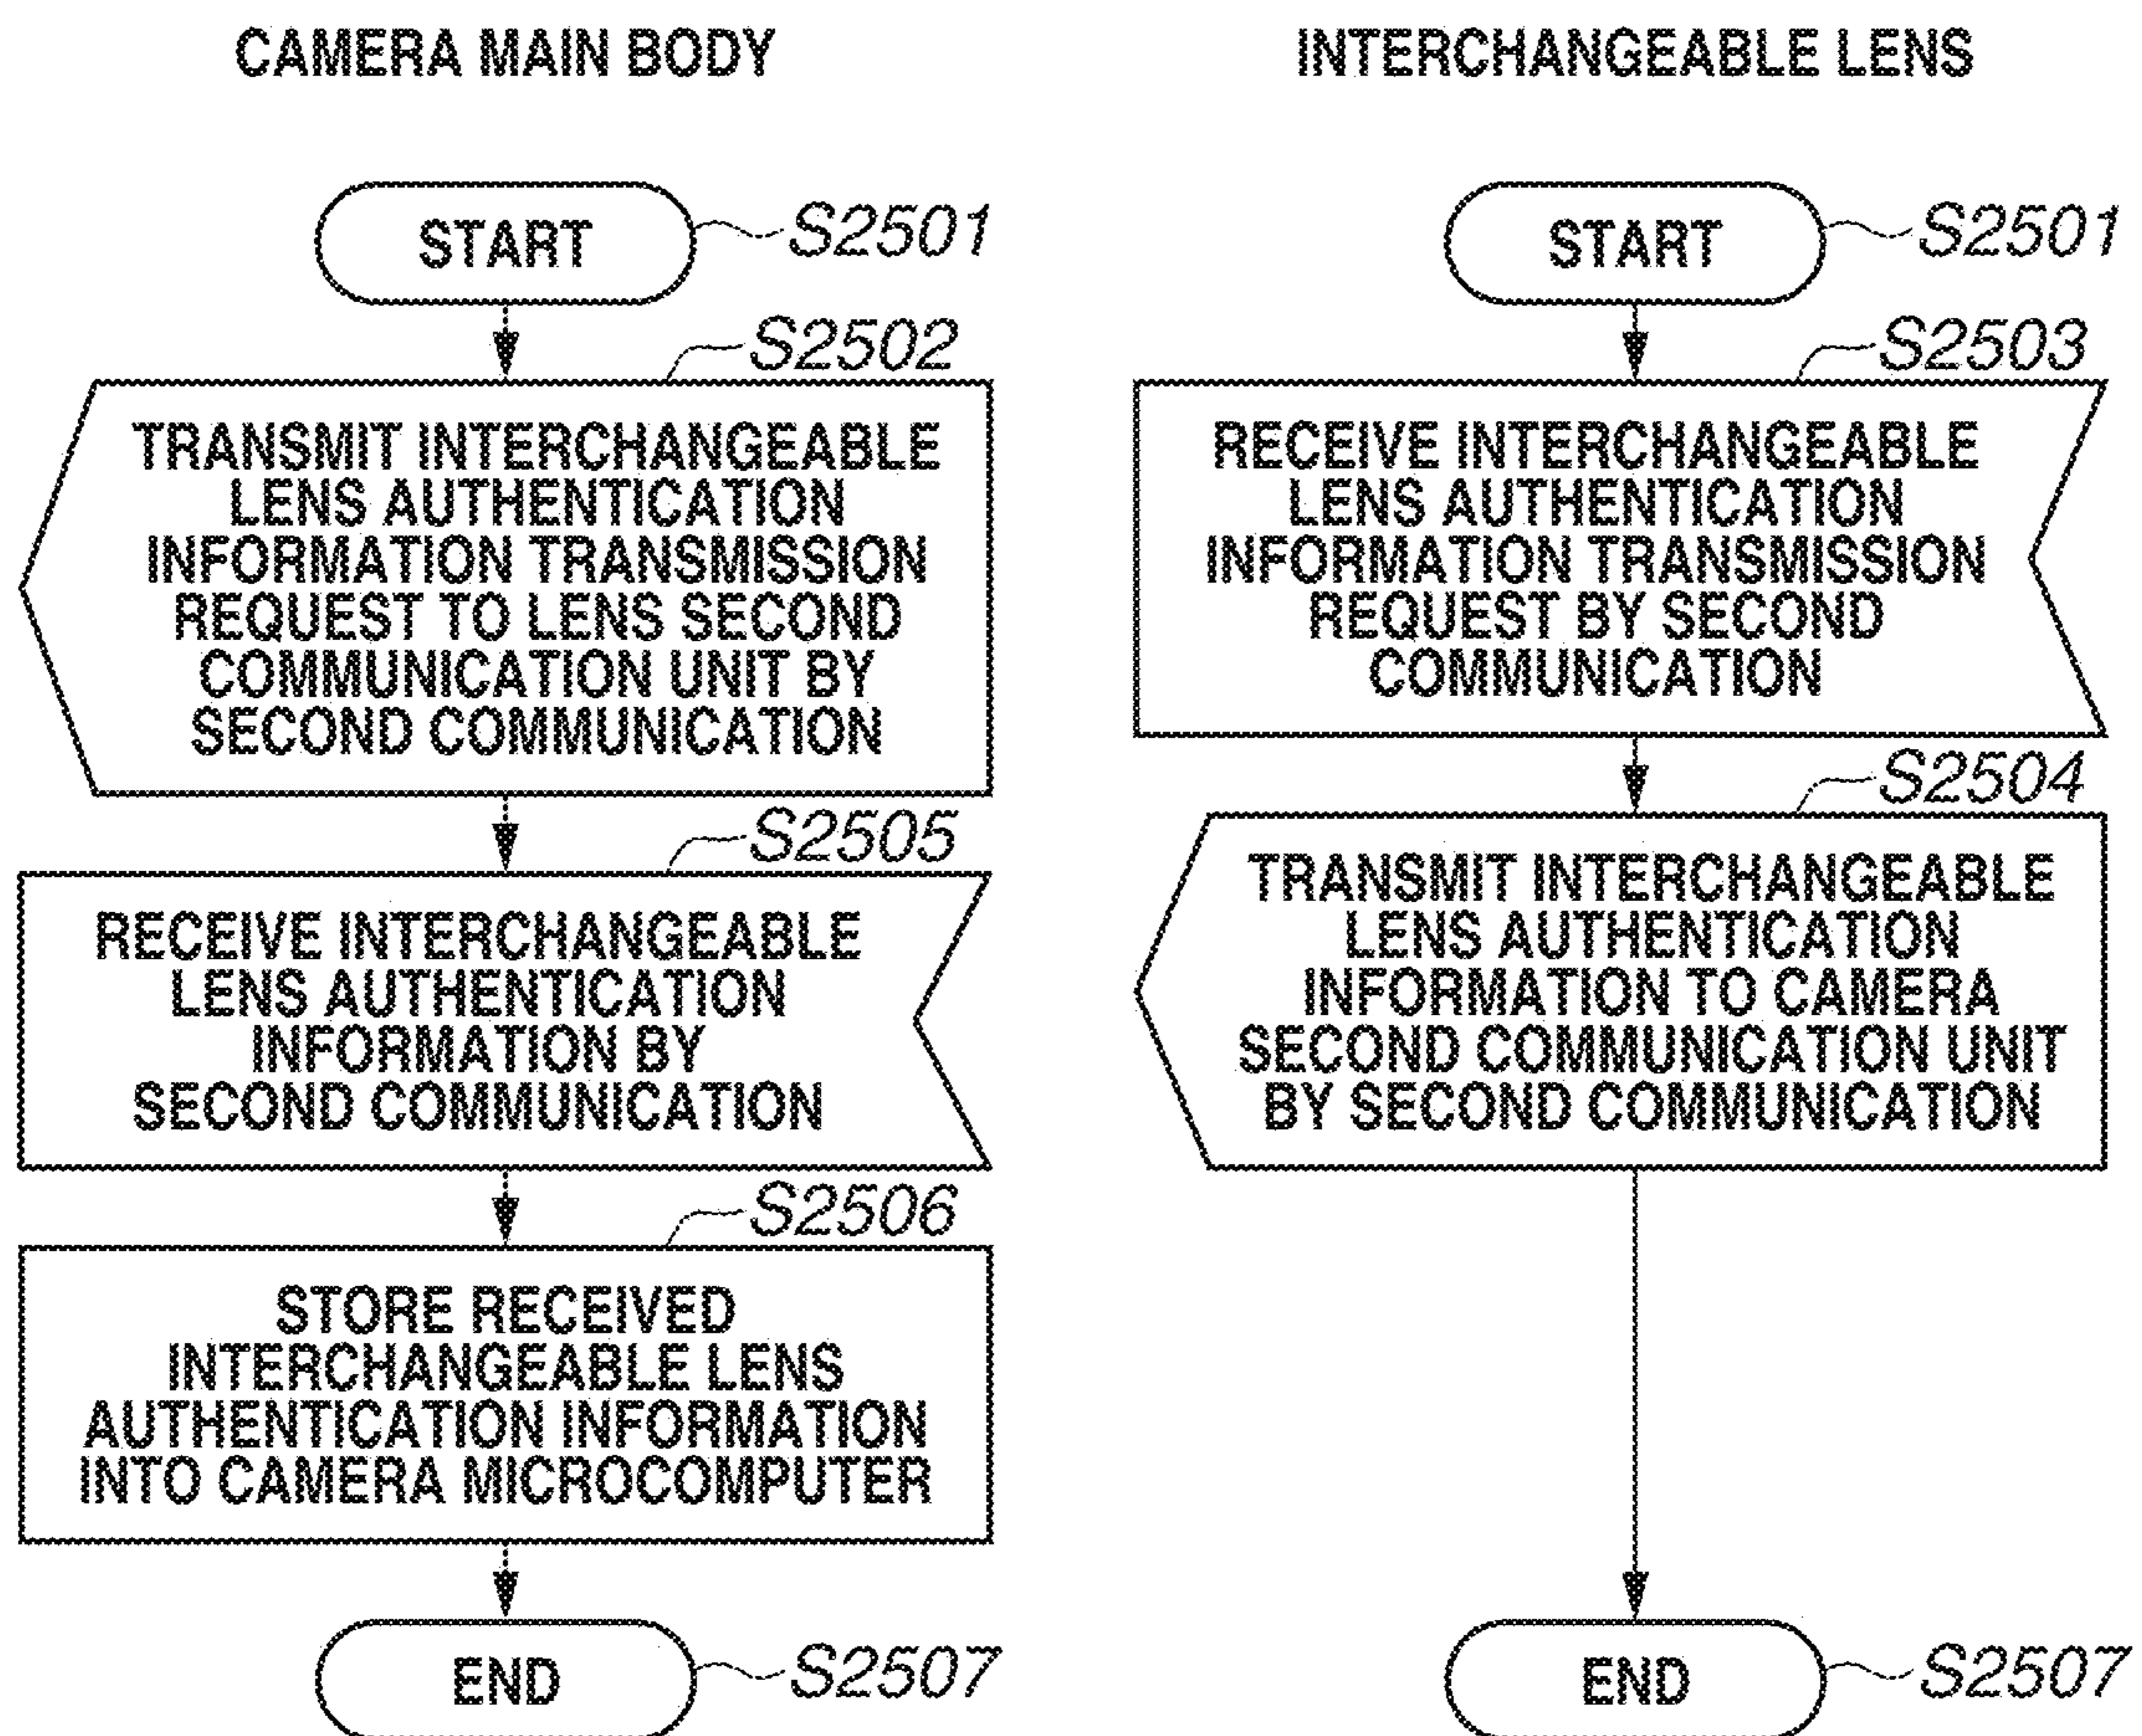 CAMERA MAIN BODY
START
S2501
S2502
TRANSMIT INTERCHANGEABLE
LENS AUTHENTICATION
INFORMATION TRANSMISSION
REQUEST TO LENS SECOND
COMMUNICATION UNIT BY
SECOND COMMUNICATION
S2505
RECEIVE INTERCHANGEABLE
LENS AUTHENTICATION
INFORMATION BY
SECOND COMMUNICATION
S2506
STORE RECEIVED
INTERCHANGEABLE LENS
AUTHENTICATION INFORMATION
INTO CAMERA MICROCOMPUTER
END
S2507
INTERCHANGEABLE LENS
START
S2501
S2503
RECEIVE INTERCHANGEABLE
LENS AUTHENTICATION
INFORMATION TRANSMISSION
REQUEST BY SECOND
COMMUNICATION
S2504
TRANSMIT INTERCHANGEABLE
LENS AUTHENTICATION
INFORMATION TO CAMERA
SECOND COMMUNICATION UNIT
BY SECOND COMMUNICATION
END
S2507